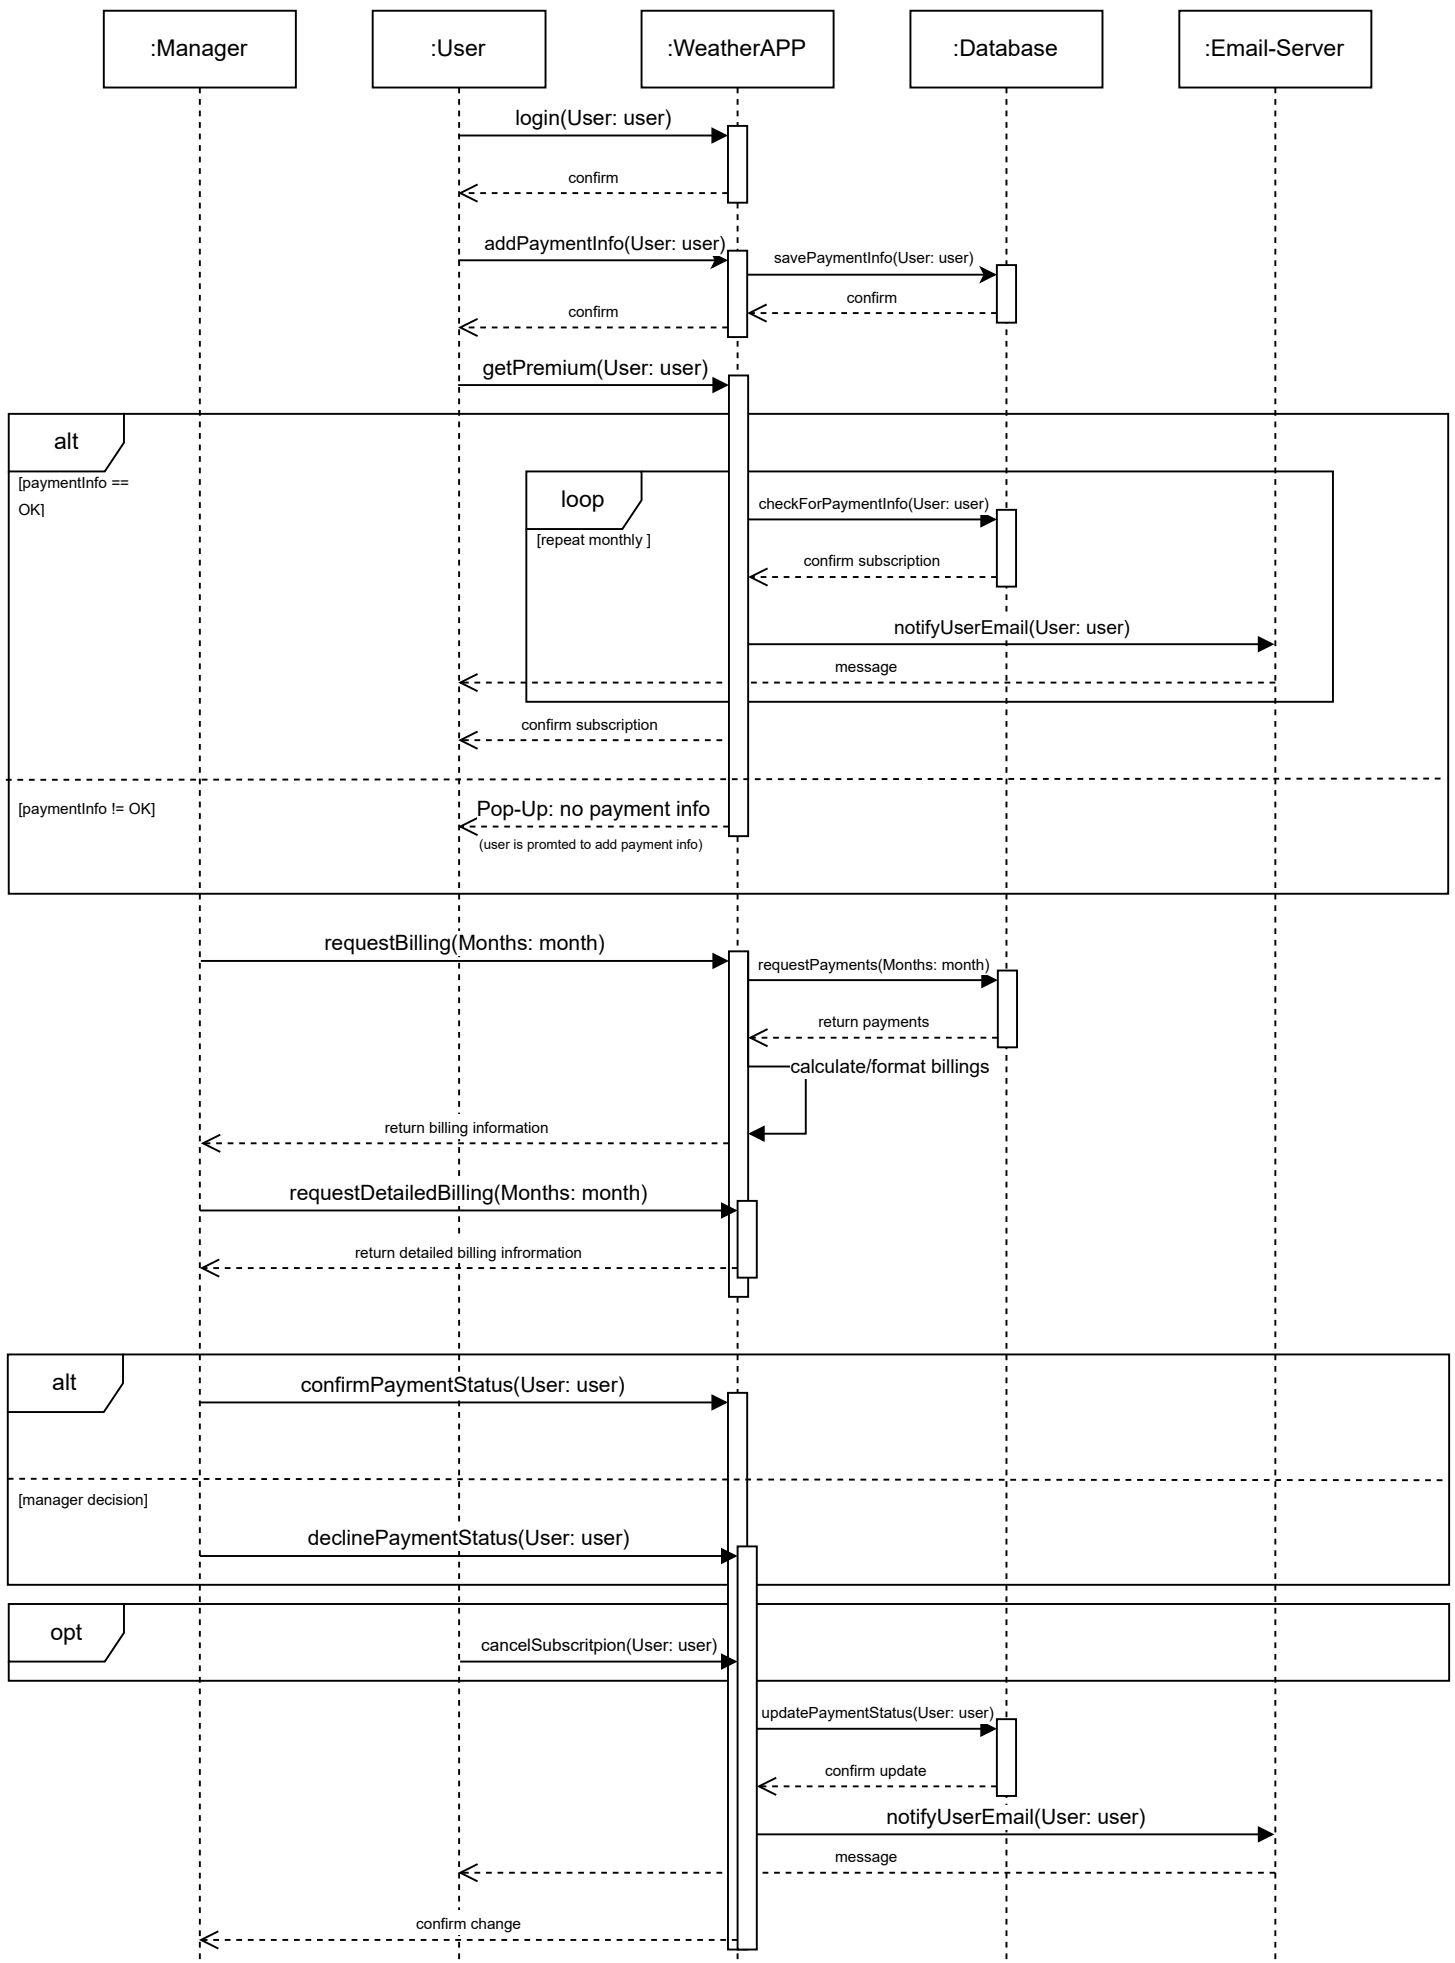 :Manager
:User
:WeatherAPP
:Database
:Email-Server
login(User: user)
confirm
addPaymentInfo(User: user)
savePaymentInfo(User: user)
confirm
confirm
getPremium(User: user)
alt
[paymentInfo ==
OK]
loop
[repeat monthly ]
checkForPaymentInfo(User: user)
confirm subscription
notifyUserEmail(User: user)
message
confirm subscription
[paymentInfo != OK]
Pop-Up: no payment info
(user is promted to add payment info)
requestBilling(Months: month)
requestPayments(Months: month)
return payments
calculate/format billings
return billing information
requestDetailedBilling(Months: month)
return detailed billing infrormation
alt
confirmPaymentStatus(User: user)
[manager decision]
declinePaymentStatus(User: user)
opt
cancelSubscritpion(User: user)
updatePaymentStatus(User: user)
confirm update
notifyUserEmail(User: user)
message
confirm change